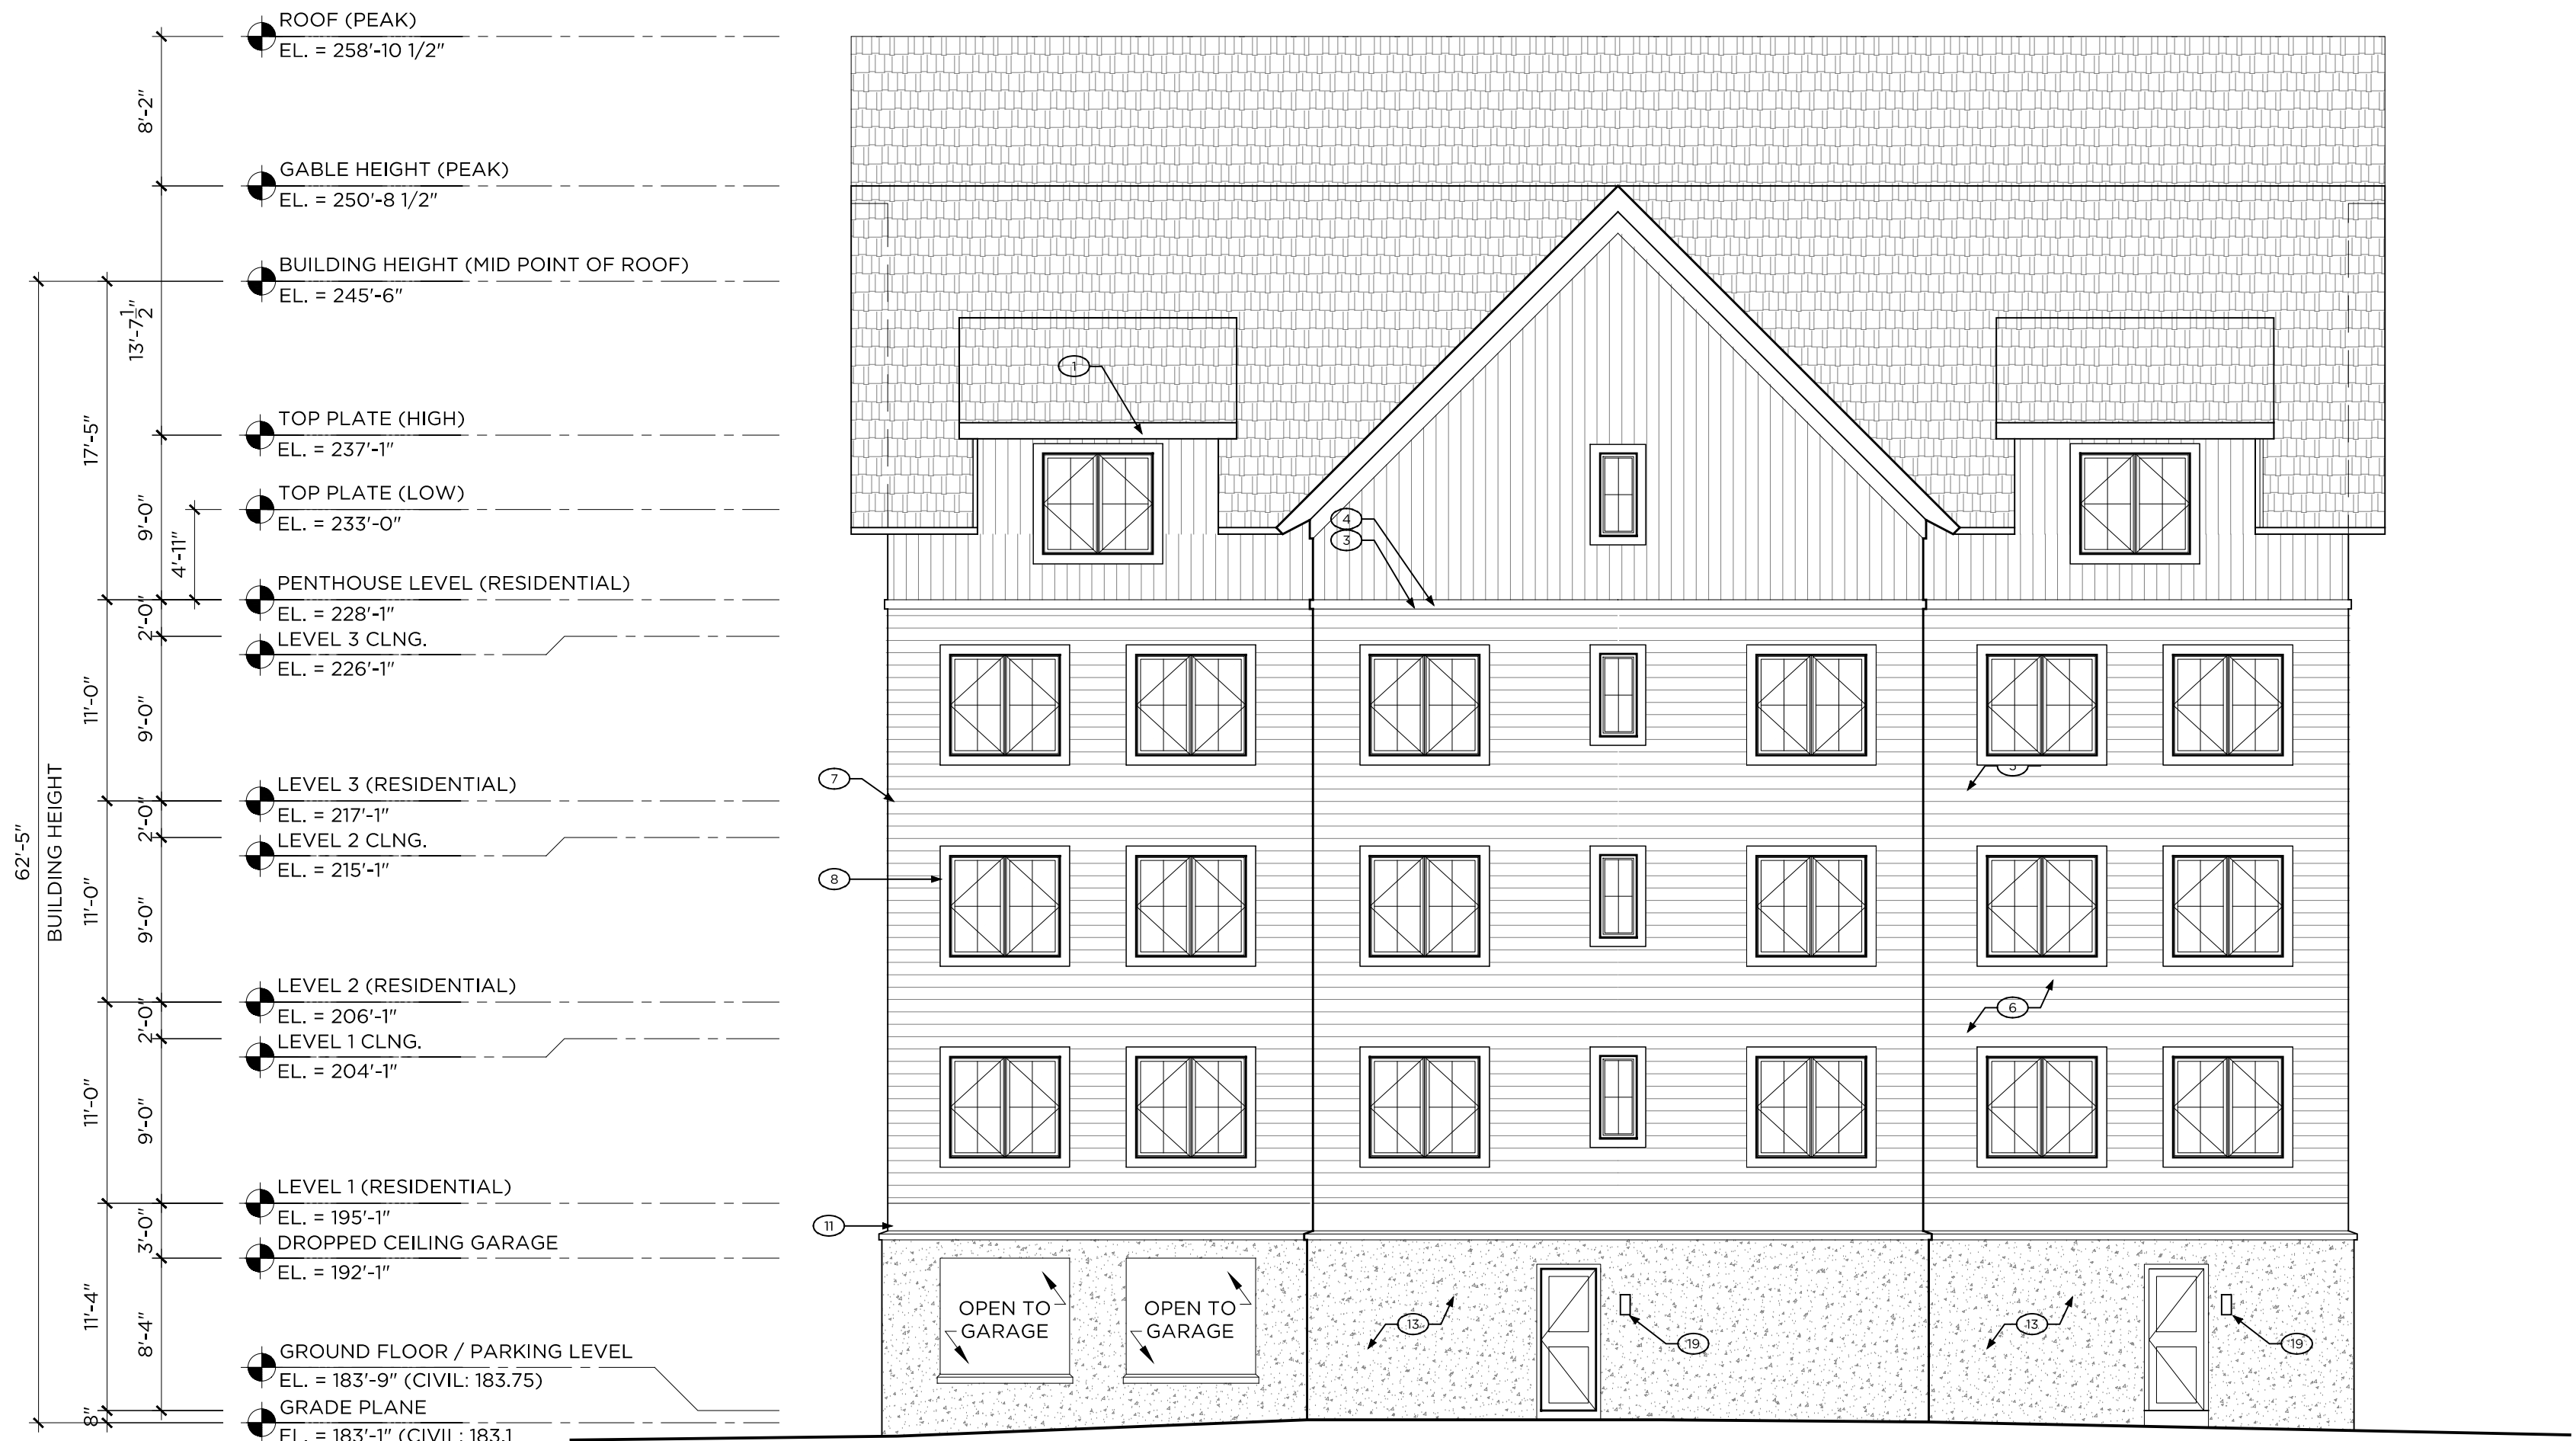 ROOF (PEAK)
EL. = 258'-10 1/2"
8'-2"
GABLE HEIGHT (PEAK)
EL. = 250'-8 1/2"
BUILDING HEIGHT (MID POINT OF ROOF)
EL. = 245'-6"
13'-7 1/2"
1
17'-5"
TOP PLATE (HIGH)
EL. = 237'-1"
TOP PLATE (LOW)
EL. = 233'-0"
9'-0"
4'-11"
4
3
PENTHOUSE LEVEL (RESIDENTIAL)
EL. = 228'-1"
2'-0"
LEVEL 3 CLNG.
EL. = 226'-1"
11'-0"
9'-0"
7
LEVEL 3 (RESIDENTIAL)
EL. = 217'-1"
2'-0"
LEVEL 2 CLNG.
EL. = 215'-1"
62'-5"
BUILDING HEIGHT
11'-0"
9'-0"
8
LEVEL 2 (RESIDENTIAL)
EL. = 206'-1"
6
2'-0"
LEVEL 1 CLNG.
EL. = 204'-1"
11'-0"
9'-0"
LEVEL 1 (RESIDENTIAL)
EL. = 195'-1"
11
3'-0"
DROPPED CEILING GARAGE
EL. = 192'-1"
11'-4"
8'-4"
OPEN TO
GARAGE
OPEN TO
GARAGE
13
19
13
19
GROUND FLOOR / PARKING LEVEL
EL. = 183'-9" (CIVIL: 183.75)
8"
GRADE PLANE
EL. = 183'-1" (CIVIL: 183.1